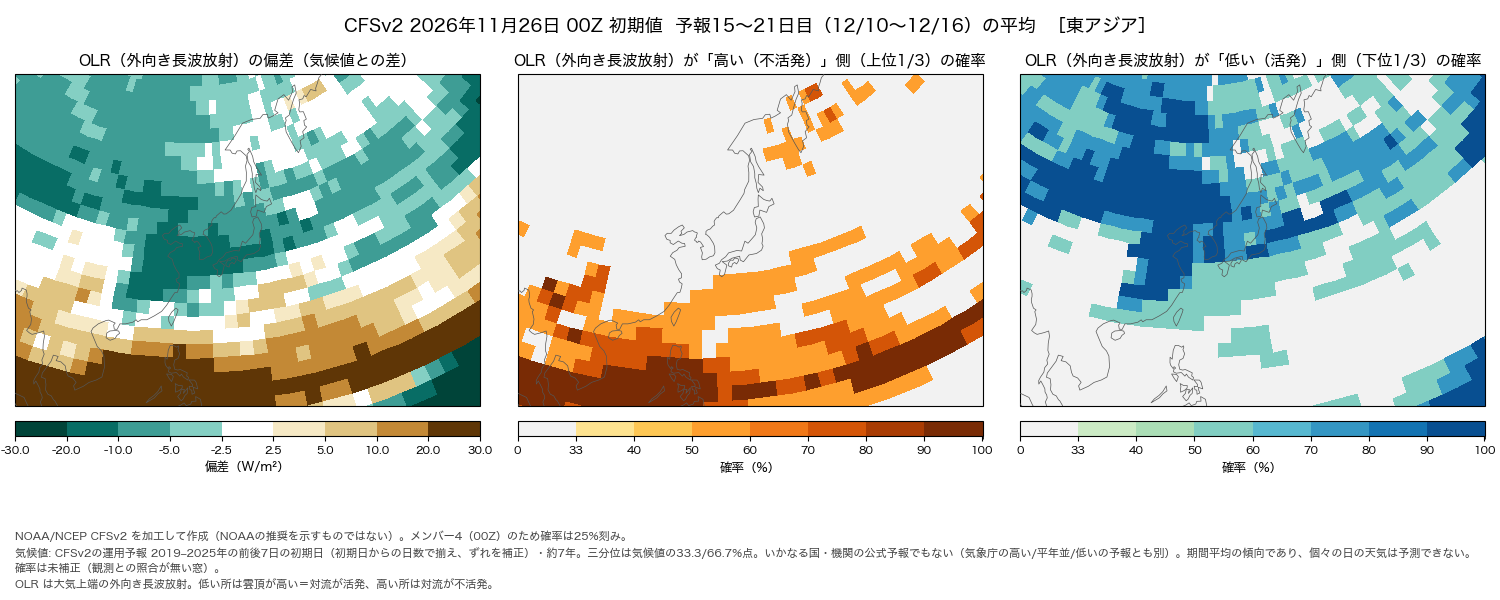 CFSv2 2026年11月26日 00Z 初期値 予報15〜21日目（12/10〜12/16）の平均 ［東アジア］
OLR（外向き長波放射）の偏差（気候値との差）
OLR（外向き長波放射）が「高い（不活発）」側（上位1/3）の確率
OLR（外向き長波放射）が「低い（活発）」側（下位1/3）の確率
-30.0 -20.0 -10.0 -5.0 -2.5 2.5 5.0 10.0 20.0 30.0
偏差（W/m²）
0 33 40 50 60 70 80 90 100
確率（%）
0 33 40 50 60 70 80 90 100
確率（%）
NOAA/NCEP CFSv2 を加工して作成（NOAAの推奨を示すものではない）。メンバー4（00Z）のため確率は25%刻み。
気候値: CFSv2の運用予報 2019–2025年の前後7日の初期日（初期日からの日数で揃え、ずれを補正）・約7年。三分位は気候値の33.3/66.7%点。いかなる国・機関の公式予報でもない（気象庁の高い/平年並/低いの予報とも別）。期間平均の傾向であり、個々の日の天気は予測できない。
確率は未補正（観測との照合が無い窓）。
OLR は大気上端の外向き長波放射。低い所は雲頂が高い＝対流が活発、高い所は対流が不活発。